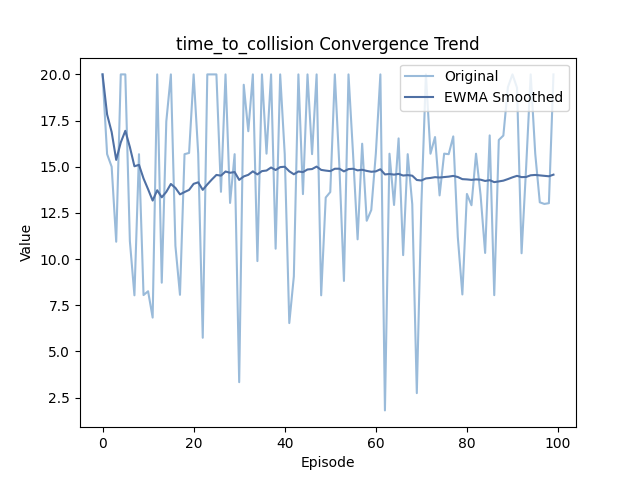 time_to_collision Convergence Trend
Original
EWMA Smoothed
20.0
17.5
15.0
12.5
10.0
7.5
5.0
2.5
Value
0 20 40 60 80 100
Episode